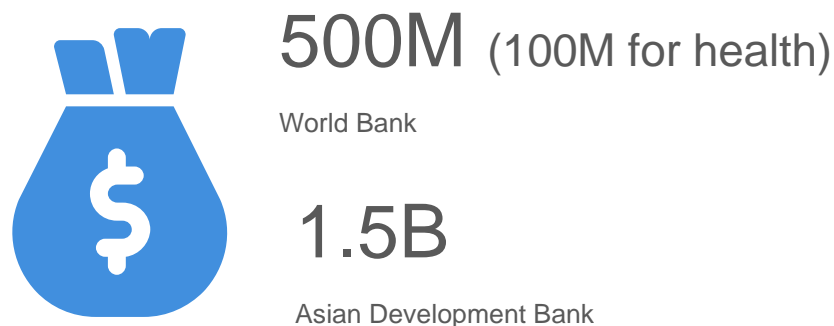 500M (100M for health)
World Bank
$
1.5B
Asian Development Bank